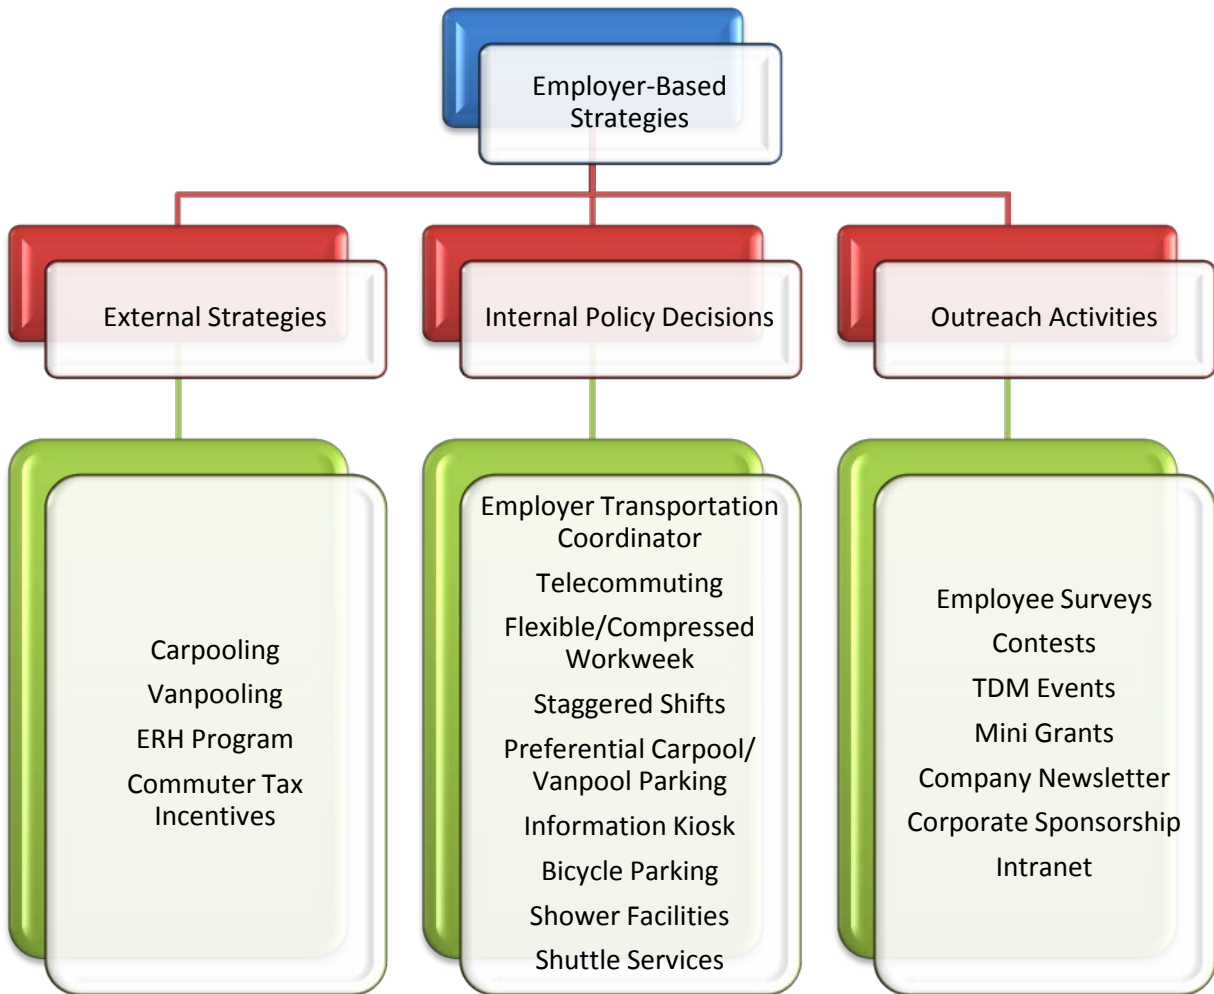 Employer-Based
Strategies
External Strategies
Internal Policy Decisions
Outreach Activities
Carpooling
Vanpooling
ERH Program
Commuter Tax
Incentives
Employer Transportation
Coordinator
Telecommuting
Flexible/Compressed
Workweek
Staggered Shifts
Preferential Carpool/
Vanpool Parking
Information Kiosk
Bicycle Parking
Shower Facilities
Shuttle Services
Employee Surveys
Contests
TDM Events
Mini Grants
Company Newsletter
Corporate Sponsorship
Intranet